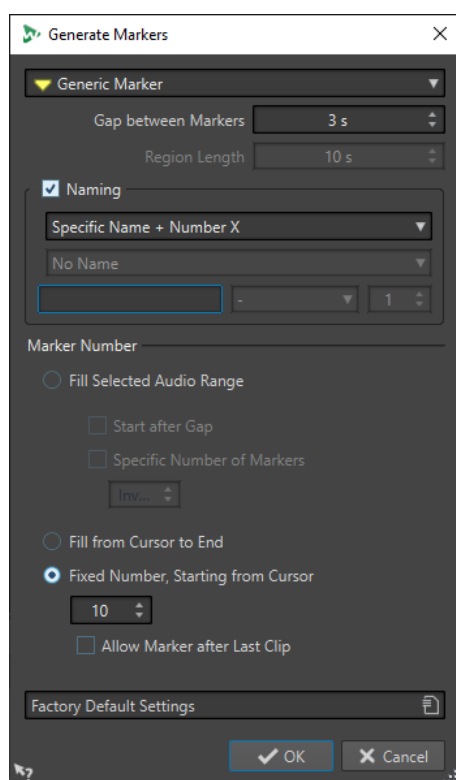 Generate Markers
Generic Marker
Gap between Markers 3 s
Region Length 10 s
Naming
Specific Name + Number X
No Name
- 1
Marker Number
Fill Selected Audio Range
Start after Gap
Specific Number of Markers
Inv...
Fill from Cursor to End
Fixed Number, Starting from Cursor
10
Allow Marker after Last Clip
Factory Default Settings
OK Cancel